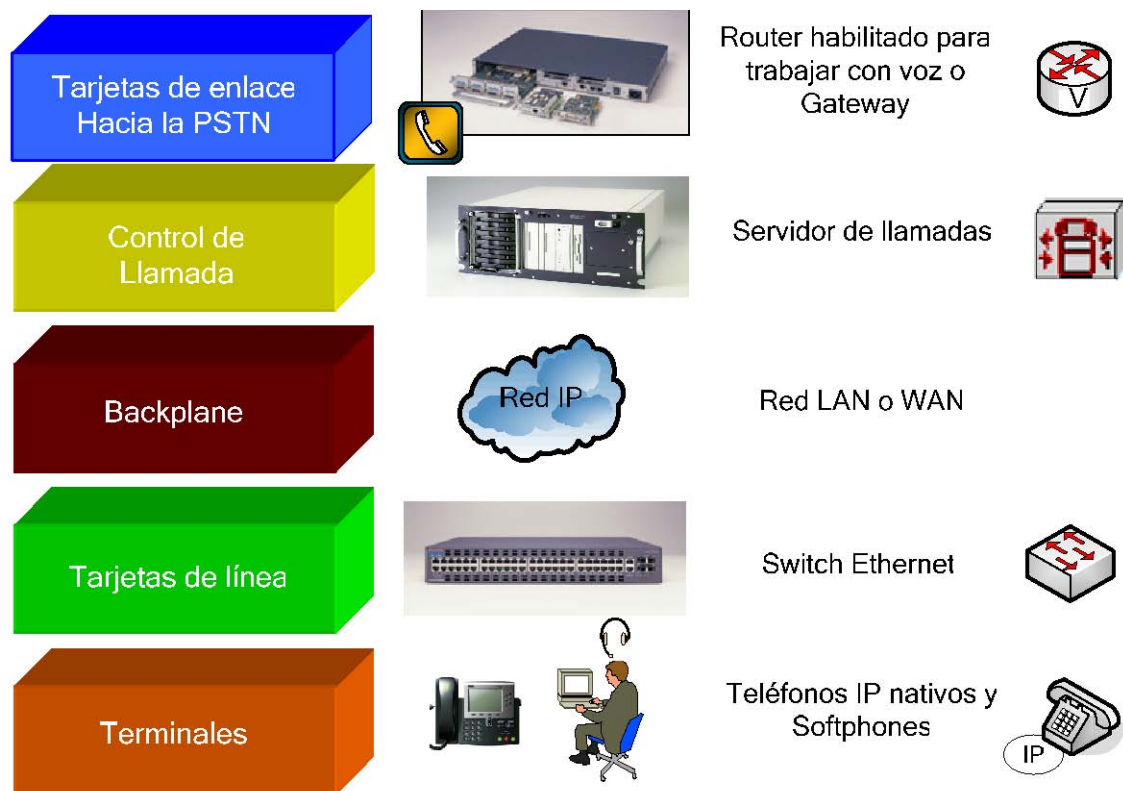 Tarjetas de enlace
Hacia la PSTN
Router habilitado para
trabajar con voz o
Gateway
V
Control de
Llamada
Servidor de llamadas
Backplane
Red IP
Red LAN o WAN
Tarjetas de línea
Switch Ethernet
Terminales
Teléfonos IP nativos y
Softphones
IP